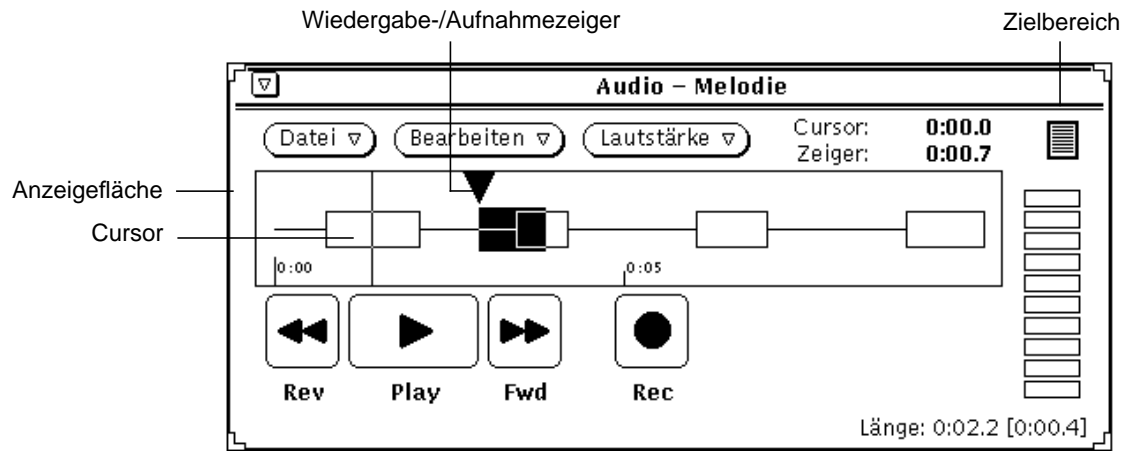 Wiedergabe-/Aufnahmezeiger
Zielbereich
Audio – Melodie
Datei
Bearbeiten
Lautstärke
Cursor: 0:00.0
Zeiger: 0:00.7
Anzeigefläche
Cursor
0:00
0:05
Rev
Play
Fwd
Rec
Länge: 0:02.2 [0:00.4]